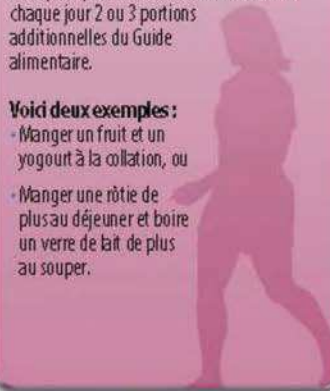 chaque jour 2 ou 3 portions
additionnelles du Guide
alimentaire.
Voici deux exemples :
- Manger un fruit et un
yogourt à la collation, ou
- Manger une rôtie de
plus au déjeuner et boire
un verre de lait de plus
au souper.